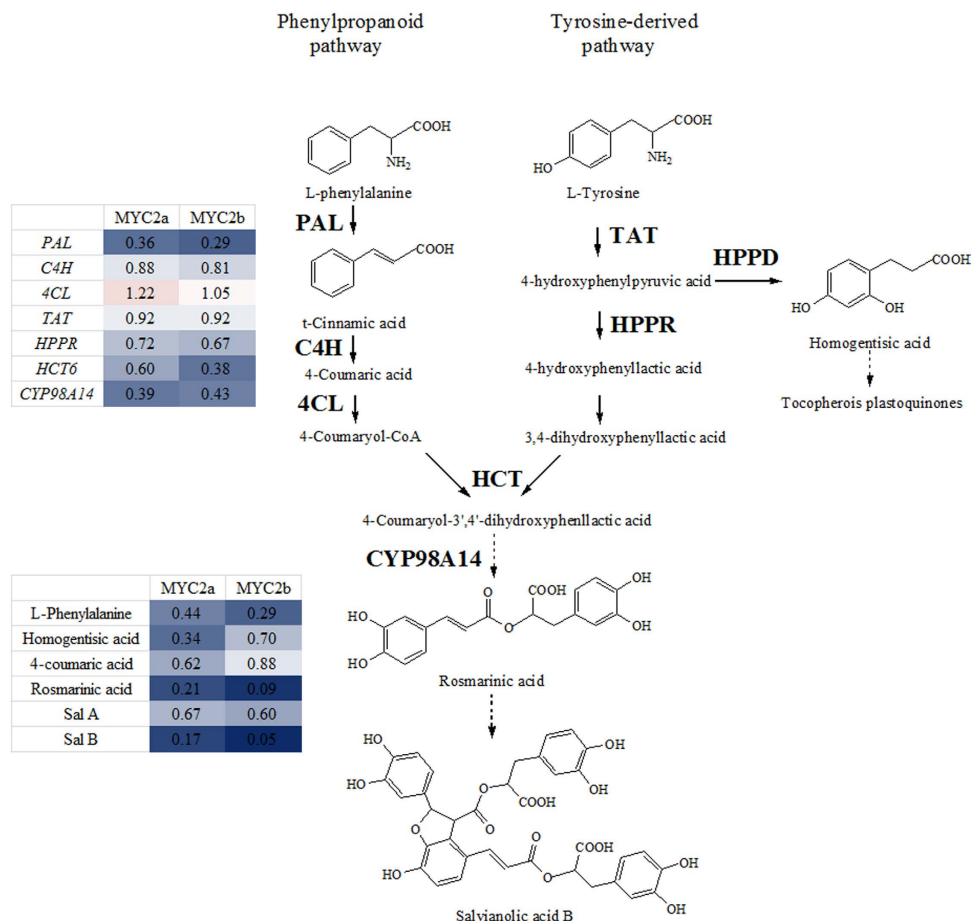 Phenylpropanoid
pathway
Tyrosine-derived
pathway
COOH
NH2
L-phenylalanine
COOH
NH2
HO
L-Tyrosine
PAL
TAT
HPPD
COOH
t-Cinnamic acid
4-hydroxyphenylpyruvic acid
COOH
HO
OH
Homogentisic acid
C4H
HPPR
4-Coumaric acid
4-hydroxyphenyllactic acid
4CL
Tocopherois plastoquinones
4-Coumaryol-CoA
3,4-dihydroxyphenyllactic acid
HCT
4-Coumaryol-3',4'-dihydroxyphenllactic acid
CYP98A14
MYC2a MYC2b
PAL 0.36 0.29
C4H 0.88 0.81
4CL 1.22 1.05
TAT 0.92 0.92
HPPR 0.72 0.67
HCT6 0.60 0.38
CYP98A14 0.39 0.43
MYC2a MYC2b
L-Phenylalanine 0.44 0.29
Homogentisic acid 0.34 0.70
4-coumaric acid 0.62 0.88
Rosmarinic acid 0.21 0.09
Sal A 0.67 0.60
Sal B 0.17 0.05
HO
HO
O
O
COOH
OH
OH
Rosmarinic acid
HO
HO
O
HO
O
O
COOH
OH
OH
O
O
COOH
OH
OH
Salvianolic acid B